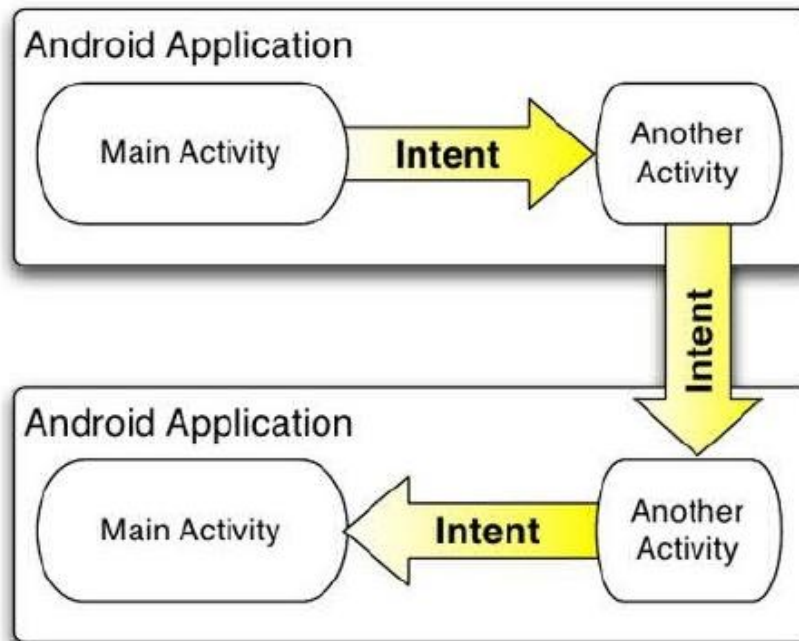 Android Application
Main Activity
Intent
Another
Activity
Intent
Android Application
Main Activity
Intent
Another
Activity